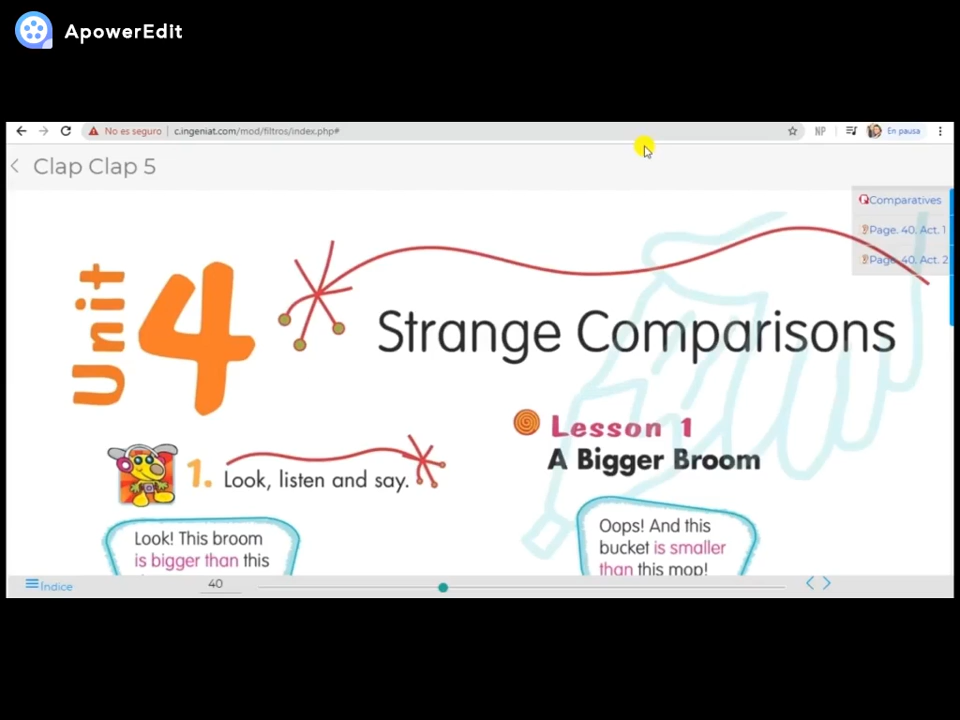 ApowerEdit
No es seguro | c.ingeniat.com/mod/filtros/index.php#
NP
En pausa
Clap Clap 5
Comparatives
Page. 40. Act. 1
Page. 40. Act. 2
Unit 4
Strange Comparisons
Lesson 1
A Bigger Broom
1. Look, listen and say.
Look! This broom
is bigger than this
Oops! And this
bucket is smaller
than this mop!
Índice
40